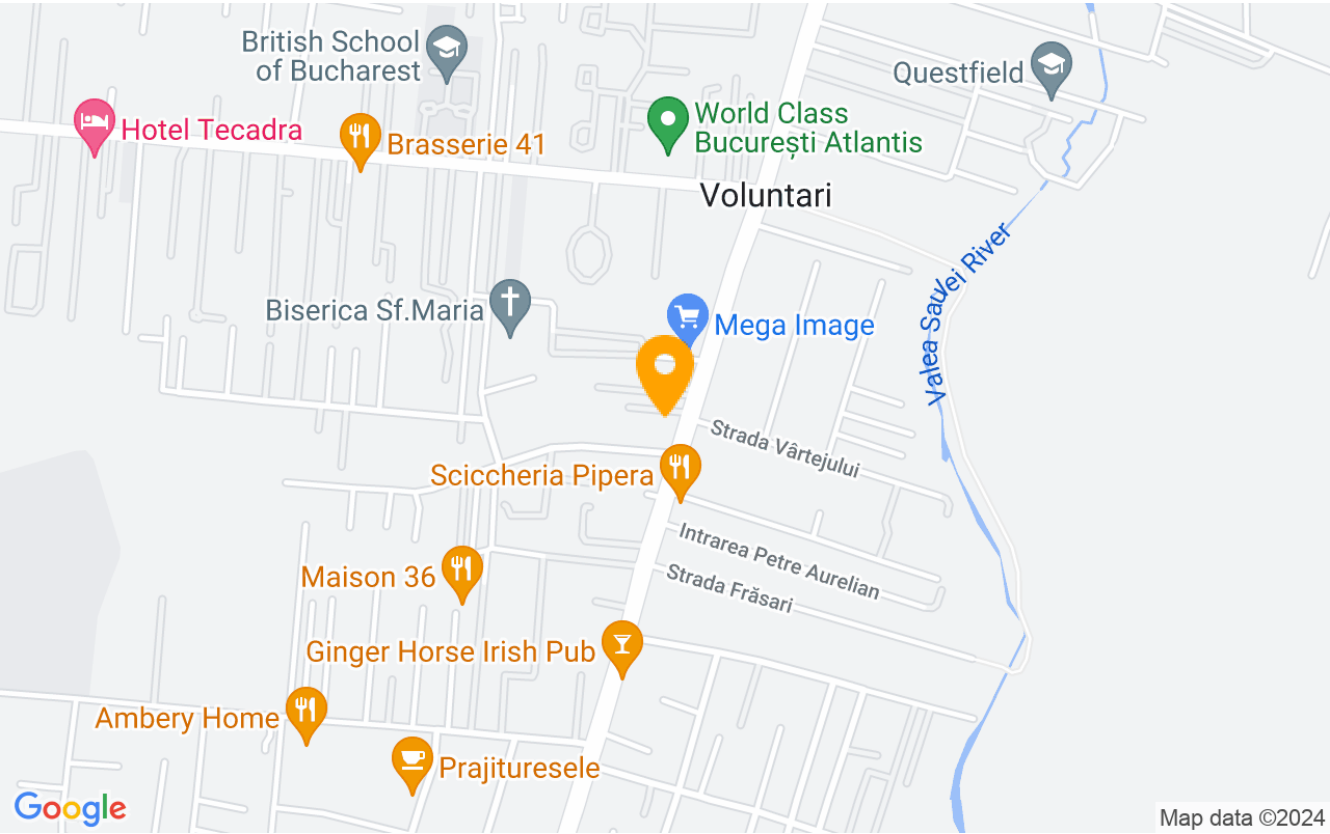 British School
of Bucharest
Questfield
Hotel Tecadra
Brasserie 41
World Class
București Atlantis
Voluntari
Valea Saulei River
Biserica Sf.Maria
Mega Image
Strada Vârtejului
Sciccheria Pipera
Intrarea Petre Aurelian
Strada Frăsari
Maison 36
Ginger Horse Irish Pub
Ambery Home
Prajituresele
Google
Map data ©2024